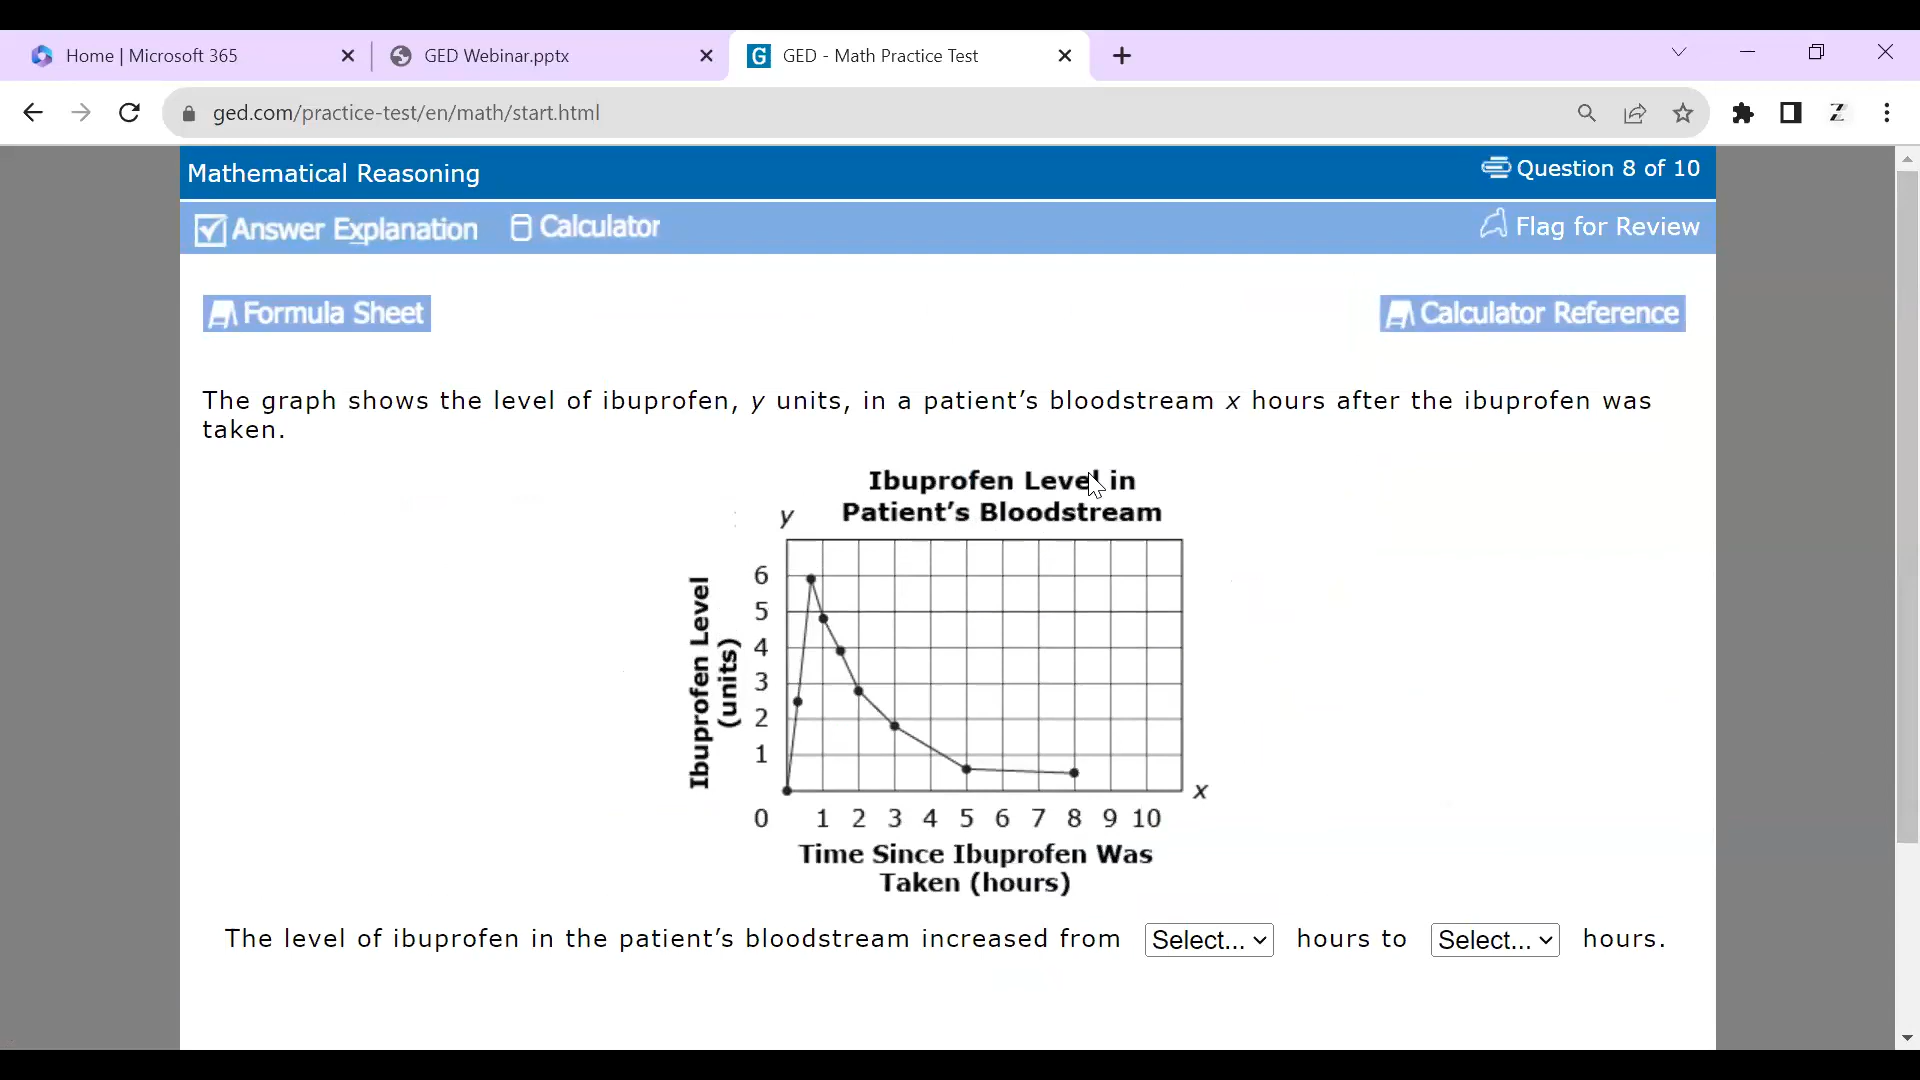 Home | Microsoft 365
GED Webinar.pptx
GED - Math Practice Test
ged.com/practice-test/en/math/start.html
Mathematical Reasoning
Question 8 of 10
Answer Explanation
Calculator
Flag for Review
Formula Sheet
Calculator Reference
The graph shows the level of ibuprofen, y units, in a patient's bloodstream x hours after the ibuprofen was
taken.
Ibuprofen Level in
Patient's Bloodstream
y
Ibuprofen Level
(units)
6
5
4
3
2
1
x
0 1 2 3 4 5 6 7 8 9 10
Time Since Ibuprofen Was
Taken (hours)
The level of ibuprofen in the patient's bloodstream increased from Select... hours to Select... hours.